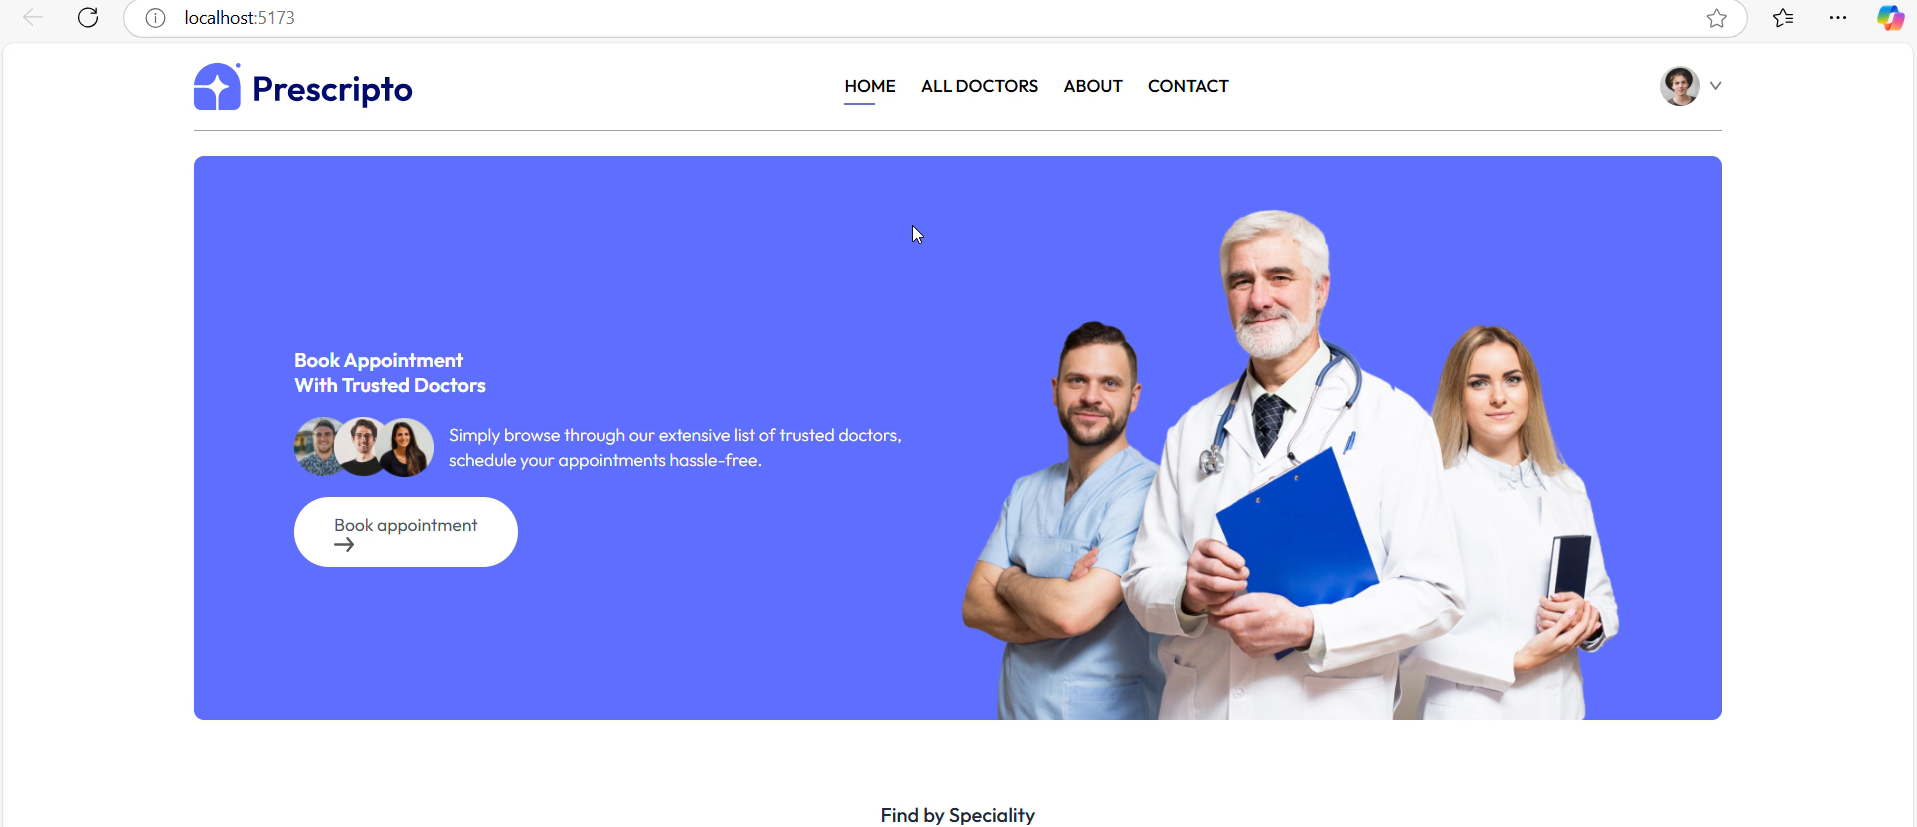 localhost:5173
Prescripto
HOME
ALL DOCTORS
ABOUT
CONTACT
Book Appointment
With Trusted Doctors
Simply browse through our extensive list of trusted doctors,
schedule your appointments hassle-free.
Book appointment
Find by Speciality